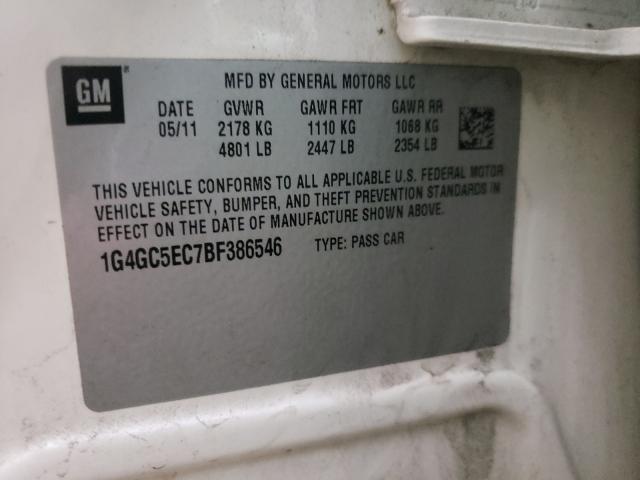 GM
MFD BY GENERAL MOTORS LLC
DATE GVWR GAWR FRT GAWR RR
05/11 2178 KG 1110 KG 1068 KG
4801 LB 2447 LB 2354 LB
THIS VEHICLE CONFORMS TO ALL APPLICABLE U.S. FEDERAL MOTOR
VEHICLE SAFETY, BUMPER, AND THEFT PREVENTION STANDARDS IN
EFFECT ON THE DATE OF MANUFACTURE SHOWN ABOVE.
1G4GC5EC7BF386546 TYPE: PASS CAR